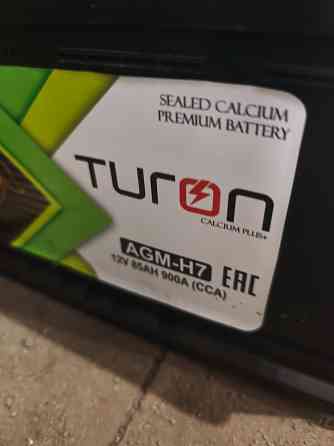 SEALED CALCIUM
PREMIUM BATTERY
TURON
CALCIUM PLUS+
AGM-H7
12V 85AH 900A (CCA)
EAC